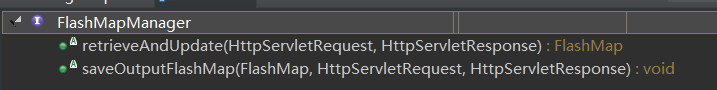 FlashMapManager
retrieveAndUpdate(HttpServletRequest, HttpServletResponse) : FlashMap
saveOutputFlashMap(FlashMap, HttpServletRequest, HttpServletResponse) : void